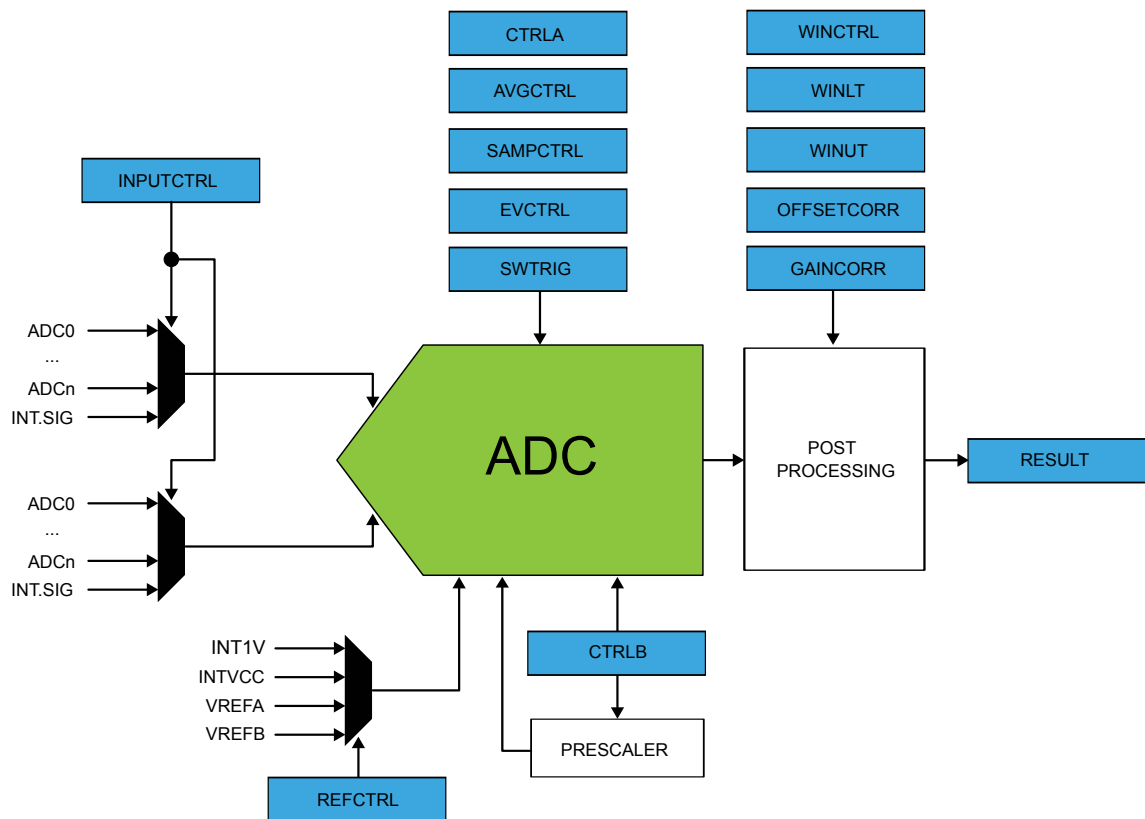 CTRLA
WINCTRL
AVGCTRL
WINLT
SAMPCTRL
WINUT
INPUTCTRL
EVCTRL
OFFSETCORR
SWTRIG
GAINCORR
ADC0
...
ADCn
INT.SIG
ADC
POST
PROCESSING
RESULT
ADC0
...
ADCn
INT.SIG
INT1V
INTVCC
VREFA
VREFB
CTRLB
PRESCALER
REFCTRL